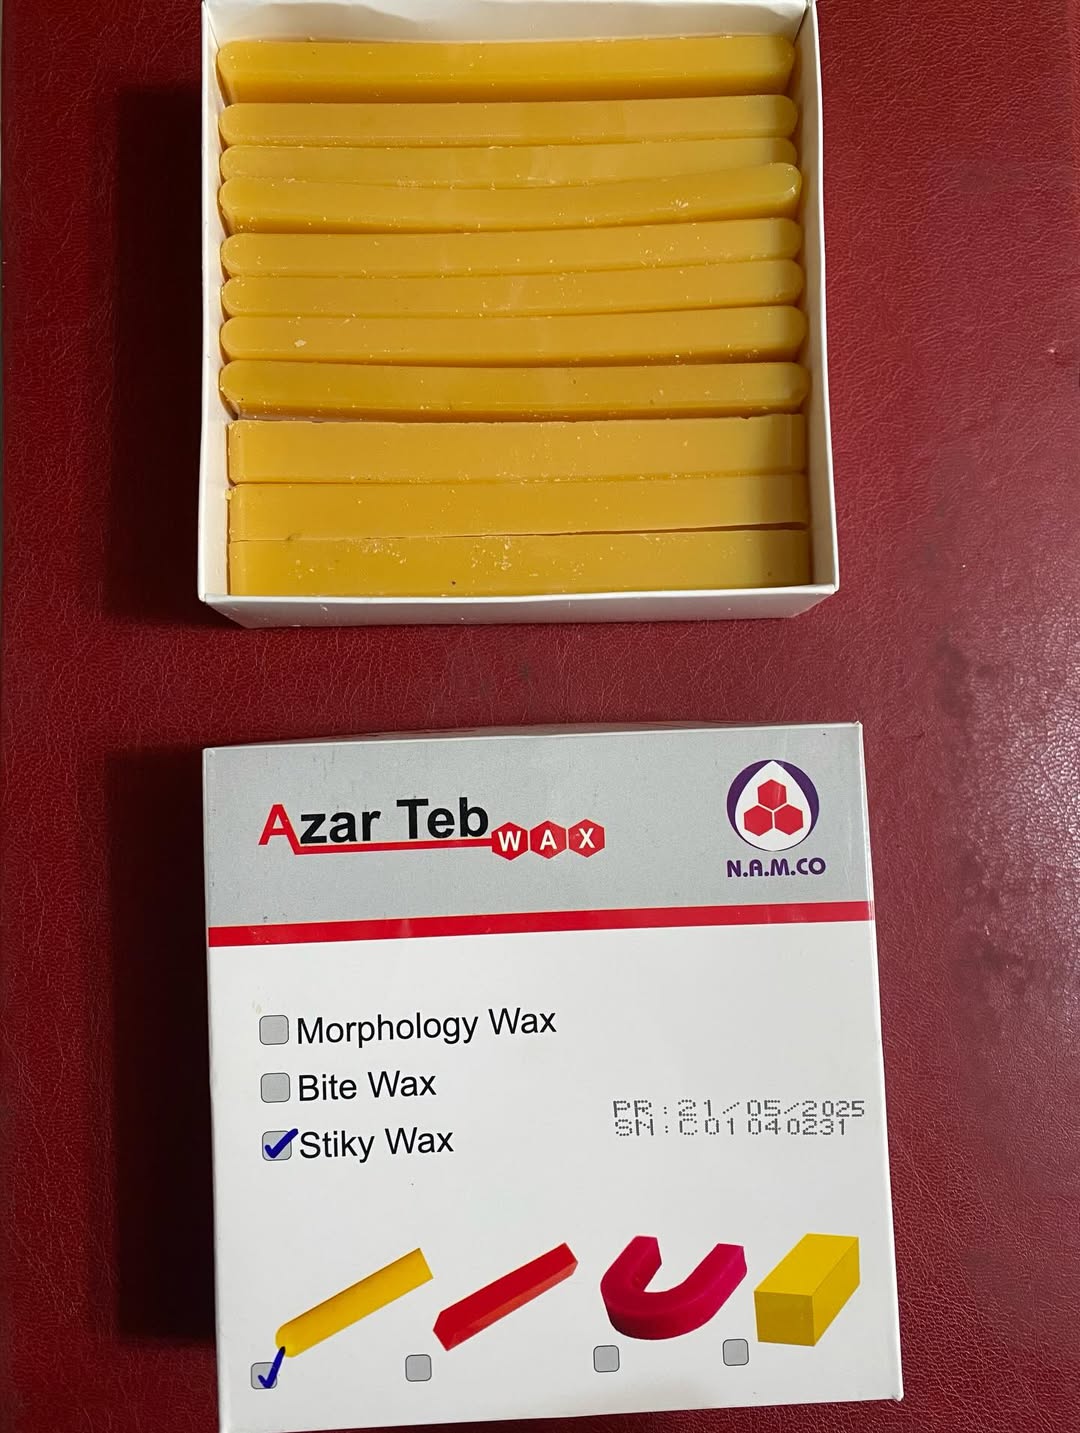 Azar Teb WAX
N.A.M.CO
Morphology Wax
Bite Wax
Stiky Wax
PR : 21/05/2025
SN : C01040231